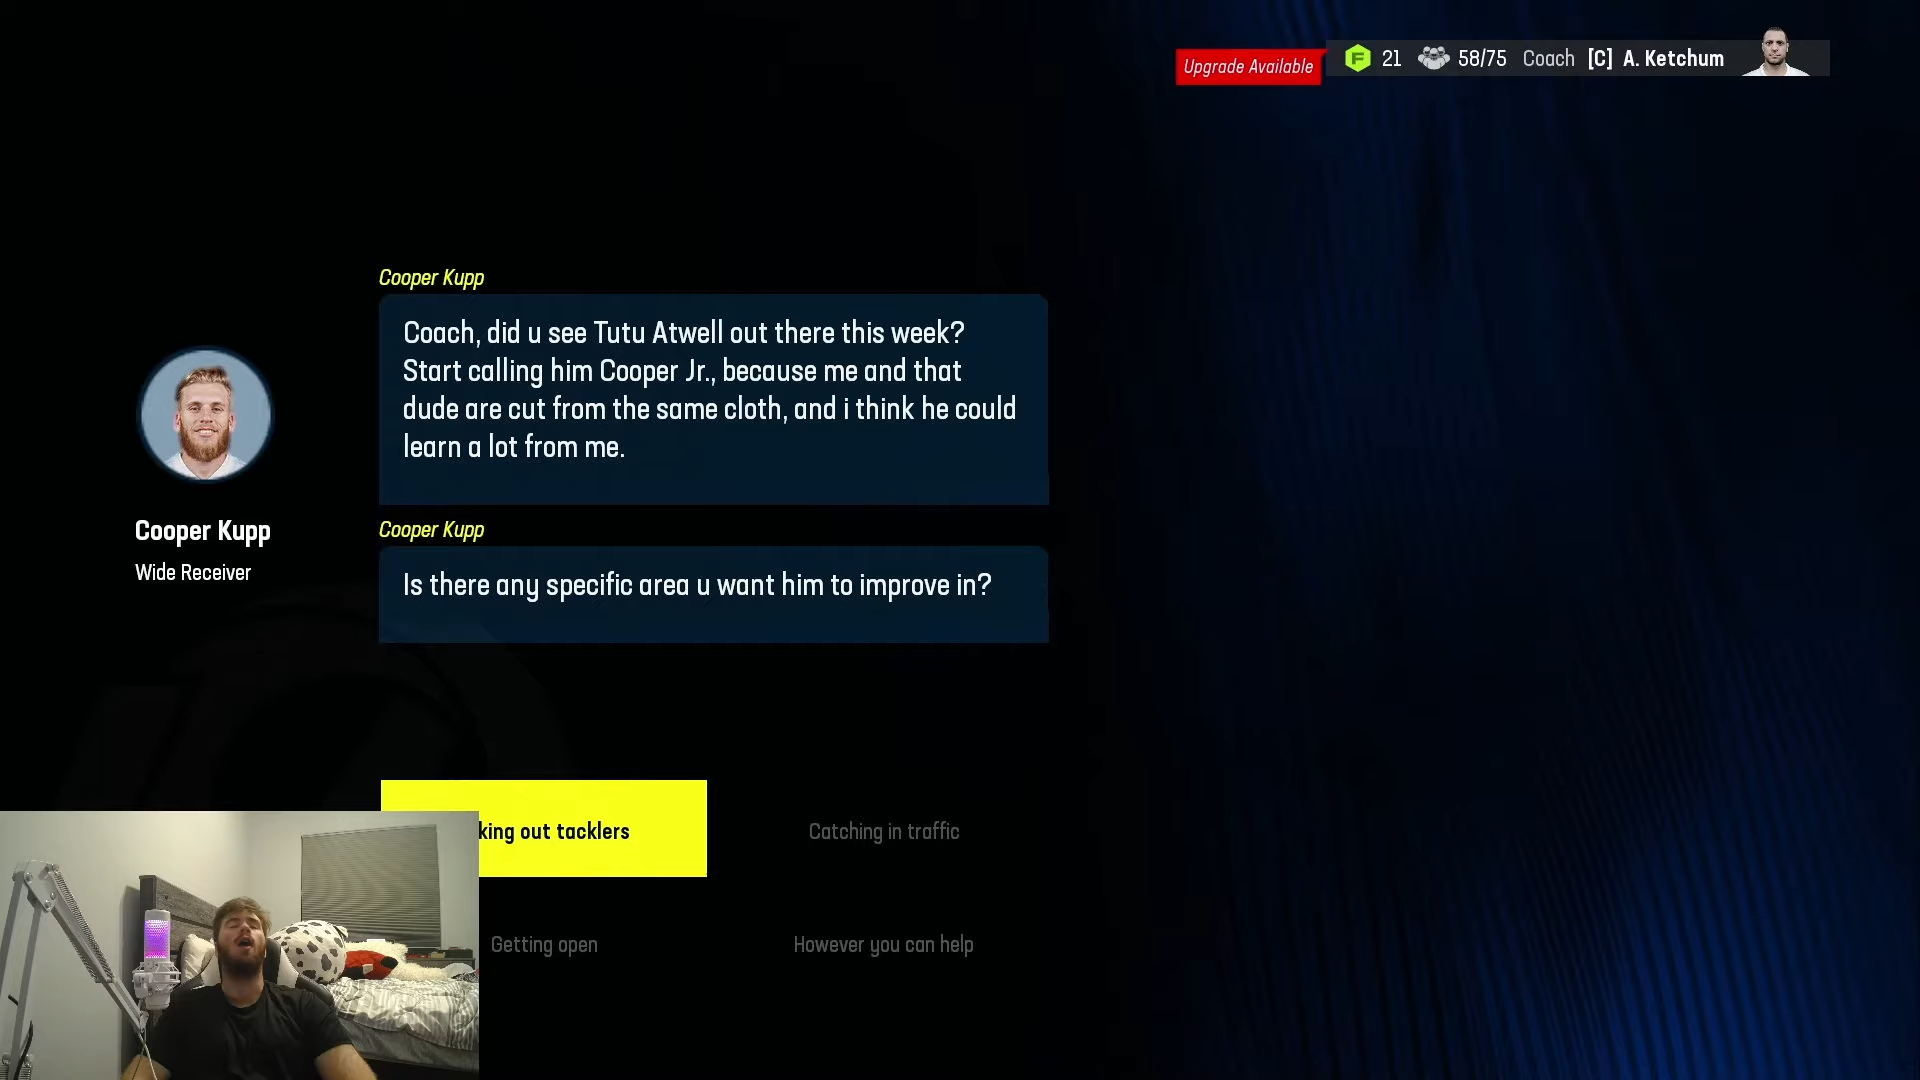 Upgrade Available
F 21 58/75 Coach [C] A. Ketchum
Cooper Kupp
Coach, did u see Tutu Atwell out there this week?
Start calling him Cooper Jr., because me and that
dude are cut from the same cloth, and i think he could
learn a lot from me.
Cooper Kupp
Wide Receiver
Cooper Kupp
Is there any specific area u want him to improve in?
king out tacklers
Catching in traffic
Getting open
However you can help